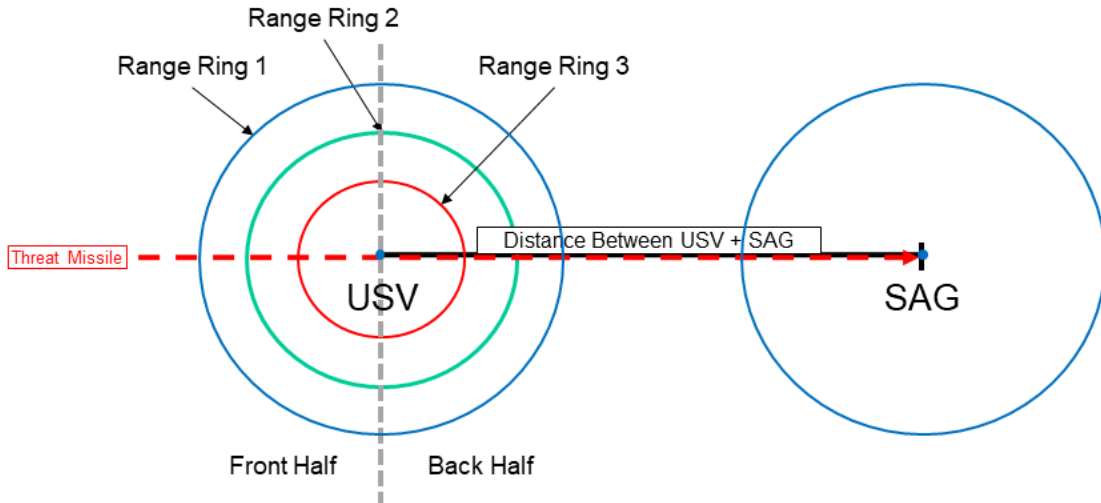 Range Ring 2
Range Ring 1
Range Ring 3
Distance Between USV + SAG
Threat Missile
USV
SAG
Front Half
Back Half